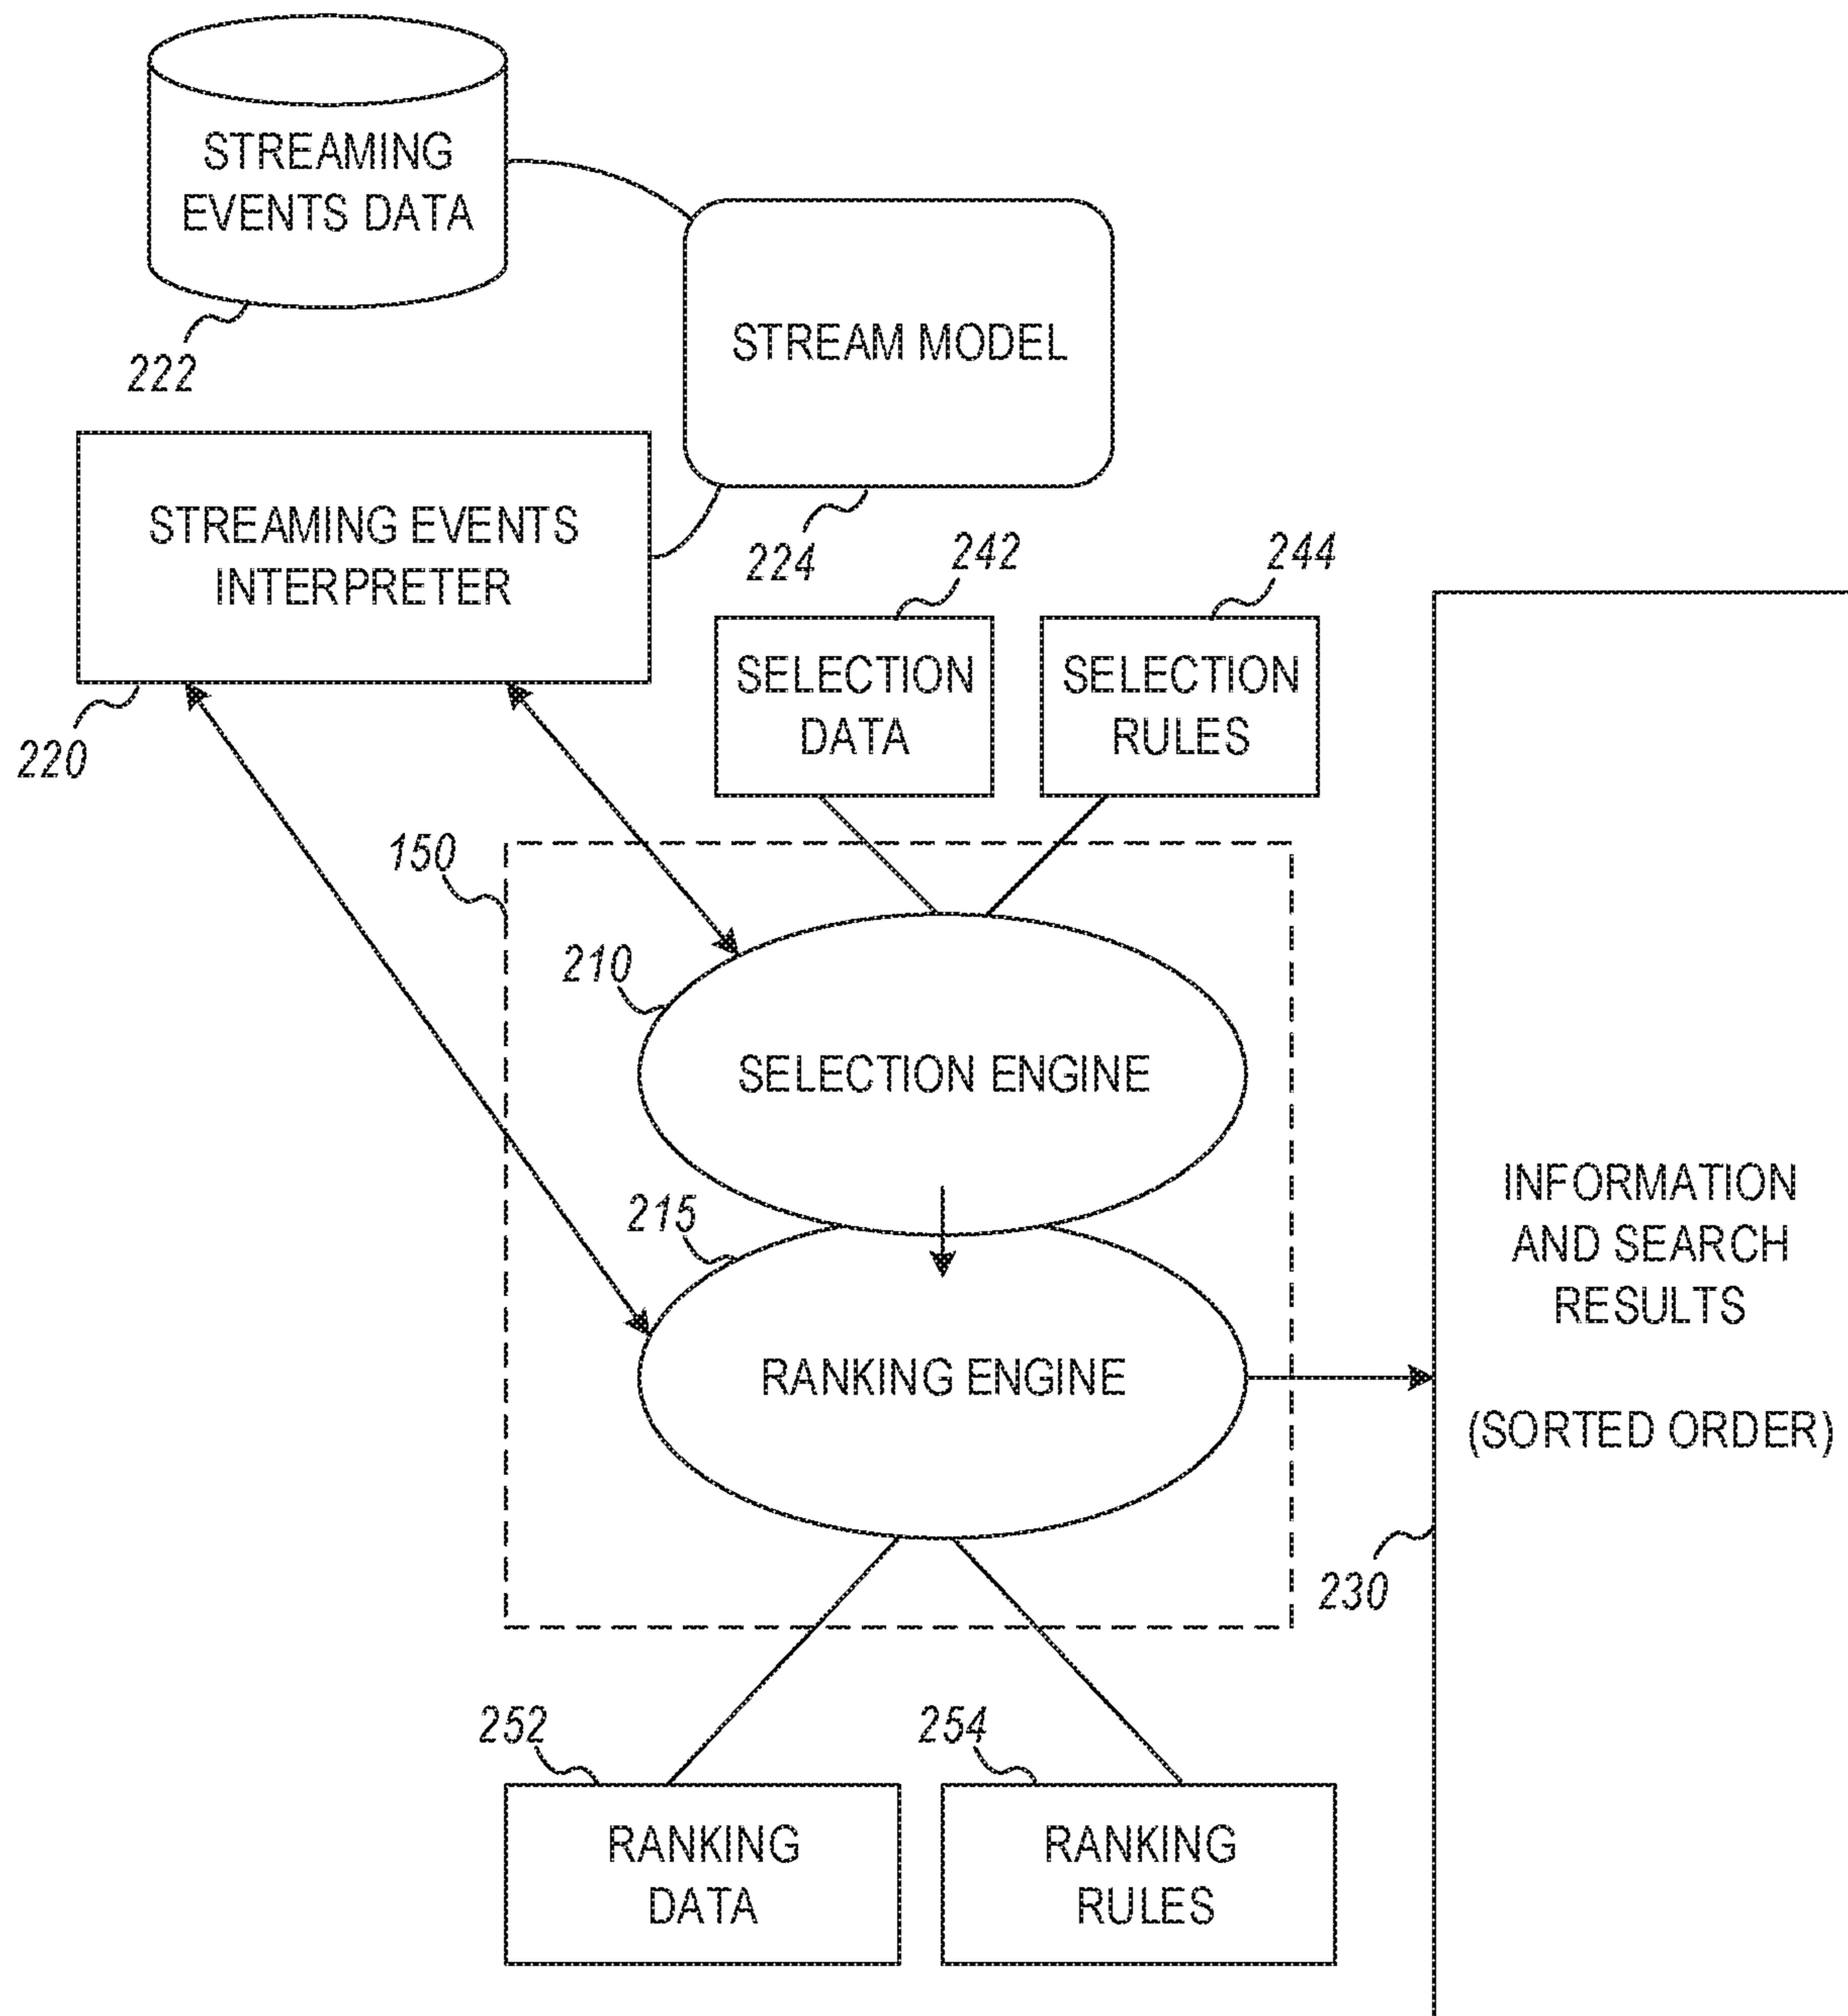 STREAMING
EVENTS DATA
222
STREAM MODEL
224
STREAMING EVENTS
INTERPRETER
220
242
SELECTION
DATA
244
SELECTION
RULES
150
210
SELECTION ENGINE
215
RANKING ENGINE
INFORMATION
AND SEARCH
RESULTS
(SORTED ORDER)
230
252
RANKING
DATA
254
RANKING
RULES